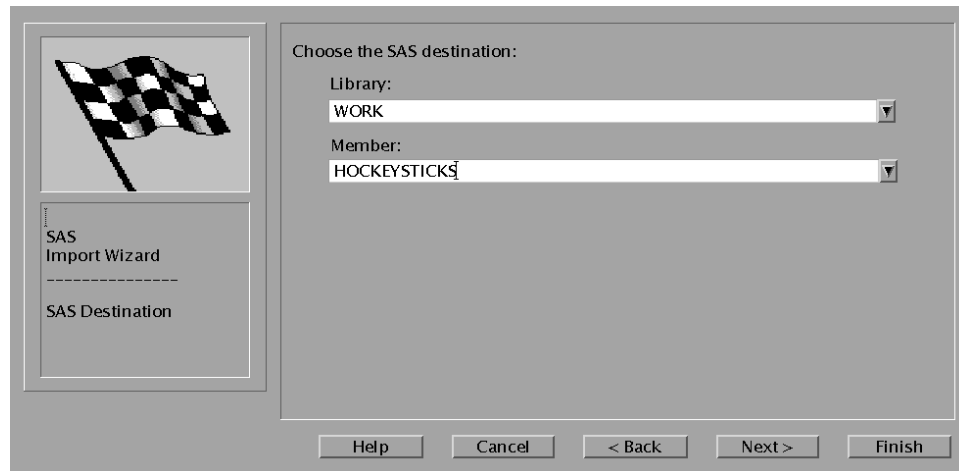 Choose the SAS destination:
Library:
WORK
Member:
HOCKEYSTICKS
SAS
Import Wizard
---------------
SAS Destination
Help
Cancel
< Back
Next >
Finish